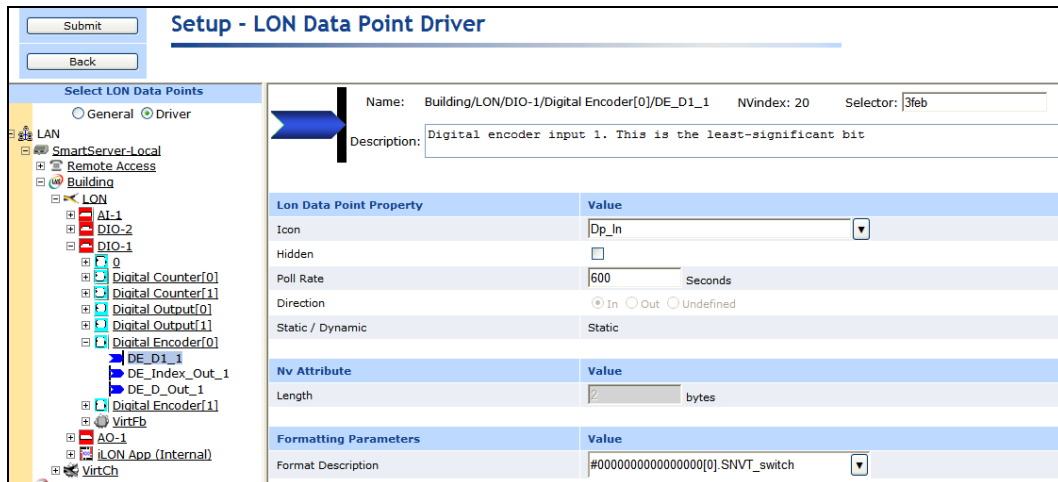 Submit
Setup - LON Data Point Driver
Back
Select LON Data Points
General Driver
LAN
SmartServer-Local
Remote Access
Building
LON
AI-1
DIO-2
DIO-1
0
Digital Counter[0]
Digital Counter[1]
Digital Output[0]
Digital Output[1]
Digital Encoder[0]
DE_D1_1
DE_Index_Out_1
DE_D_Out_1
Digital Encoder[1]
VirtFb
AO-1
iLON App (Internal)
VirtCh
Name: Building/LON/DIO-1/Digital Encoder[0]/DE_D1_1 NVindex: 20 Selector: 3feb
Description: Digital encoder input 1. This is the least-significant bit
Lon Data Point Property Value
Icon Dp_In
Hidden
Poll Rate 600 Seconds
Direction In Out Undefined
Static / Dynamic Static
Nv Attribute Value
Length 2 bytes
Formatting Parameters Value
Format Description #0000000000000000[0].SNVT_switch